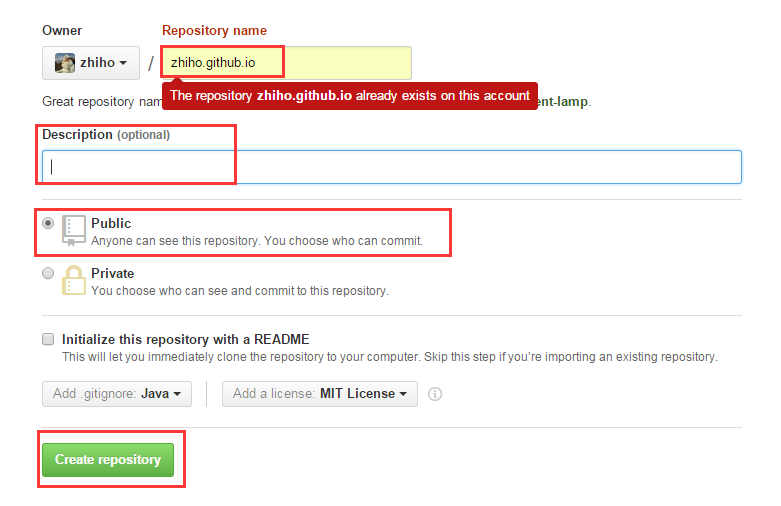 Owner Repository name
zhiho / zhiho.github.io
The repository zhiho.github.io already exists on this account
Great repository nam ent-lamp.
Description (optional)
Public
Anyone can see this repository. You choose who can commit.
Private
You choose who can see and commit to this repository.
Initialize this repository with a README
This will let you immediately clone the repository to your computer. Skip this step if you're importing an existing repository.
Add .gitignore: Java Add a license: MIT License
Create repository